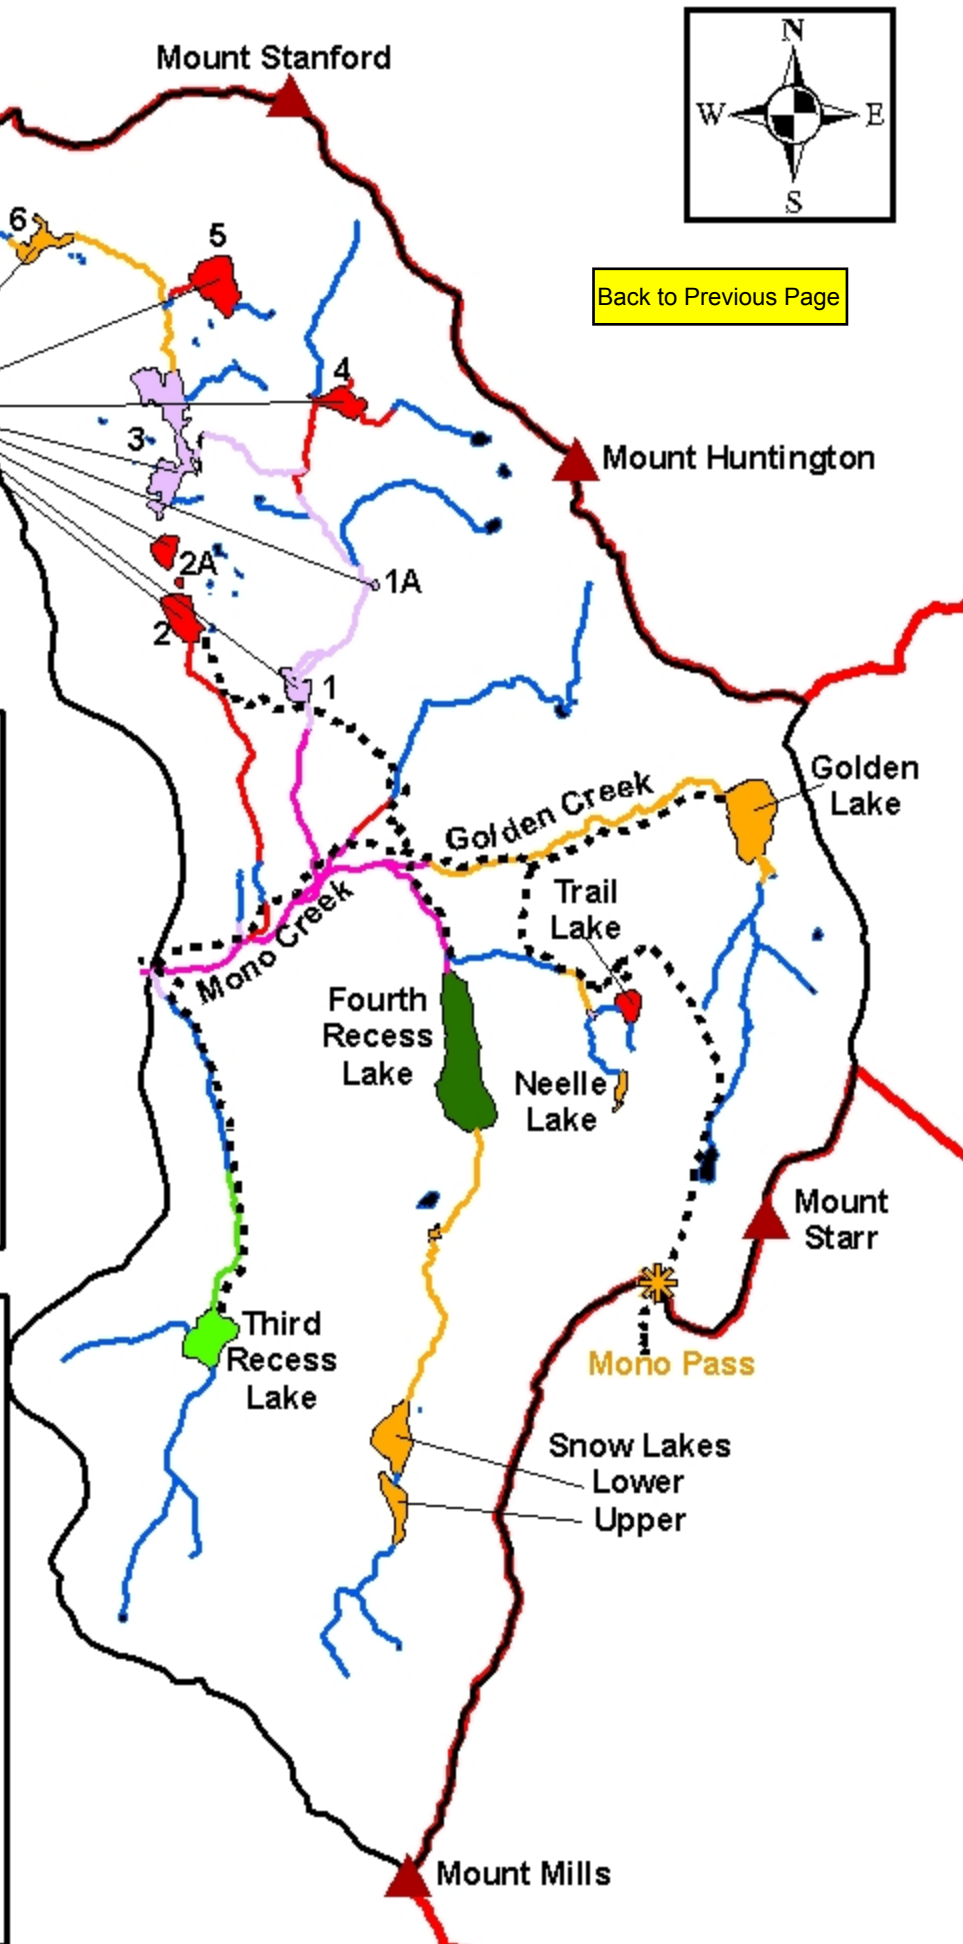 Mount Stanford
N
W
E
S
6
5
Back to Previous Page
4
3
Mount Huntington
2A
1A
2
1
Golden
Lake
Golden Creek
Trail
Lake
Mono Creek
Fourth
Recess
Lake
Neelle
Lake
Mount
Starr
Third
Recess
Lake
Mono Pass
Snow Lakes
Lower
Upper
Mount Mills